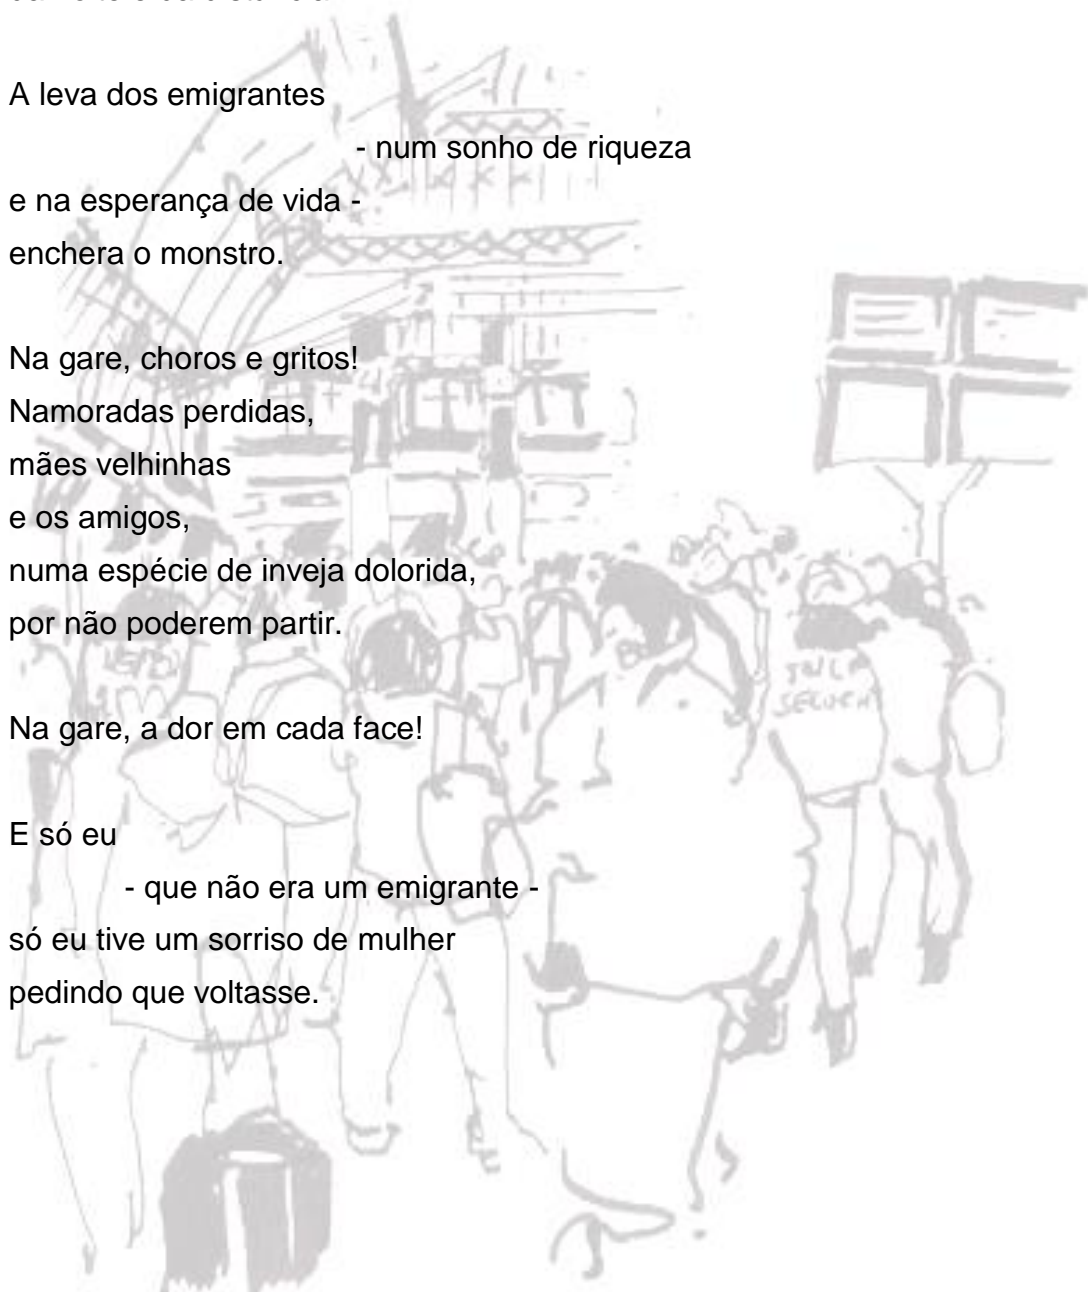 A leva dos emigrantes
- num sonho de riqueza
e na esperança de vida -
enchera o monstro.
Na gare, choros e gritos!
Namoradas perdidas,
mães velhinhas
e os amigos,
numa espécie de inveja dolorida,
por não poderem partir.
Na gare, a dor em cada face!
E só eu
- que não era um emigrante -
só eu tive um sorriso de mulher
pedindo que voltasse.